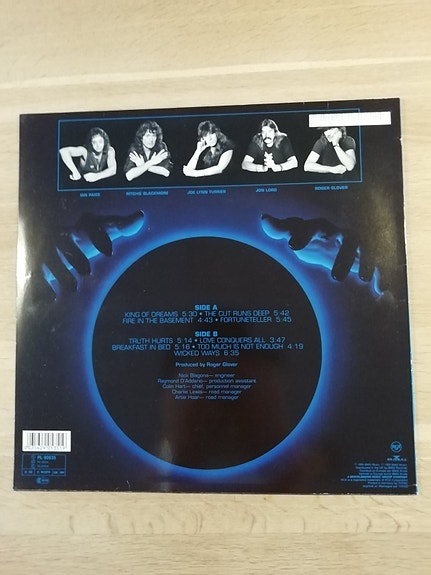 IAN PAICE
RITCHIE BLACKMORE
JOE LYNN TURNER
JON LORD
ROGER GLOVER
SIDE A
KING OF DREAMS 5:30 • THE CUT RUNS DEEP 5:42
FIRE IN THE BASEMENT 4:43 • FORTUNETELLER 5:45
SIDE B
TRUTH HURTS 5:14 • LOVE CONQUERS ALL 3:47
BREAKFAST IN BED 5:16 • TOO MUCH IS NOT ENOUGH 4:19
WICKED WAYS 6:35
Produced by Roger Glover
Nick Blagona— engineer
Raymond D'Addario— production assistant
Colin Hart— chief, personnel manager
Charlie Lewis— road manager
Artie Hoar— road manager